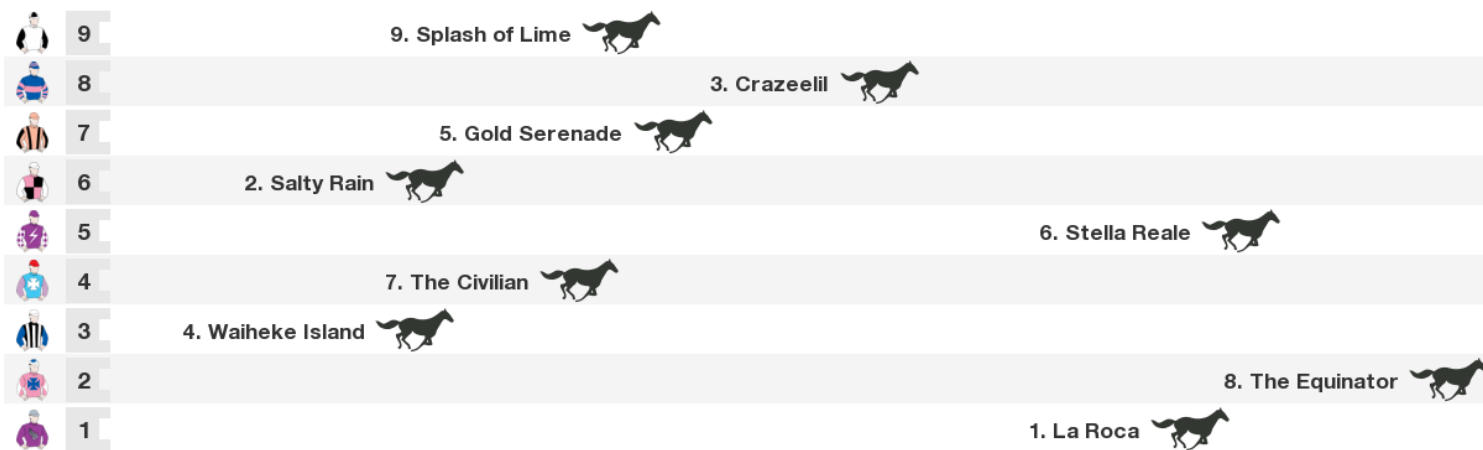 9 9. Splash of Lime
8 3. Crazeelil
7 5. Gold Serenade
6 2. Salty Rain
5 6. Stella Reale
4 7. The Civilian
3 4. Waiheke Island
2 8. The Equinator
1 1. La Roca